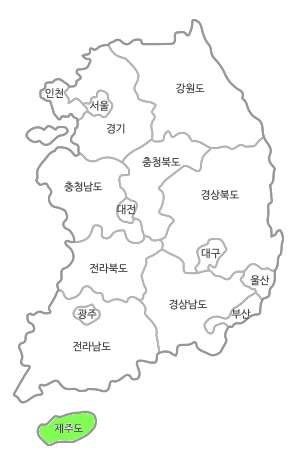 강원도
인천
서울
경기
충청북도
충청남도
경상북도
대전
대구
전라북도
울산
경상남도
광주
부산
전라남도
제주도